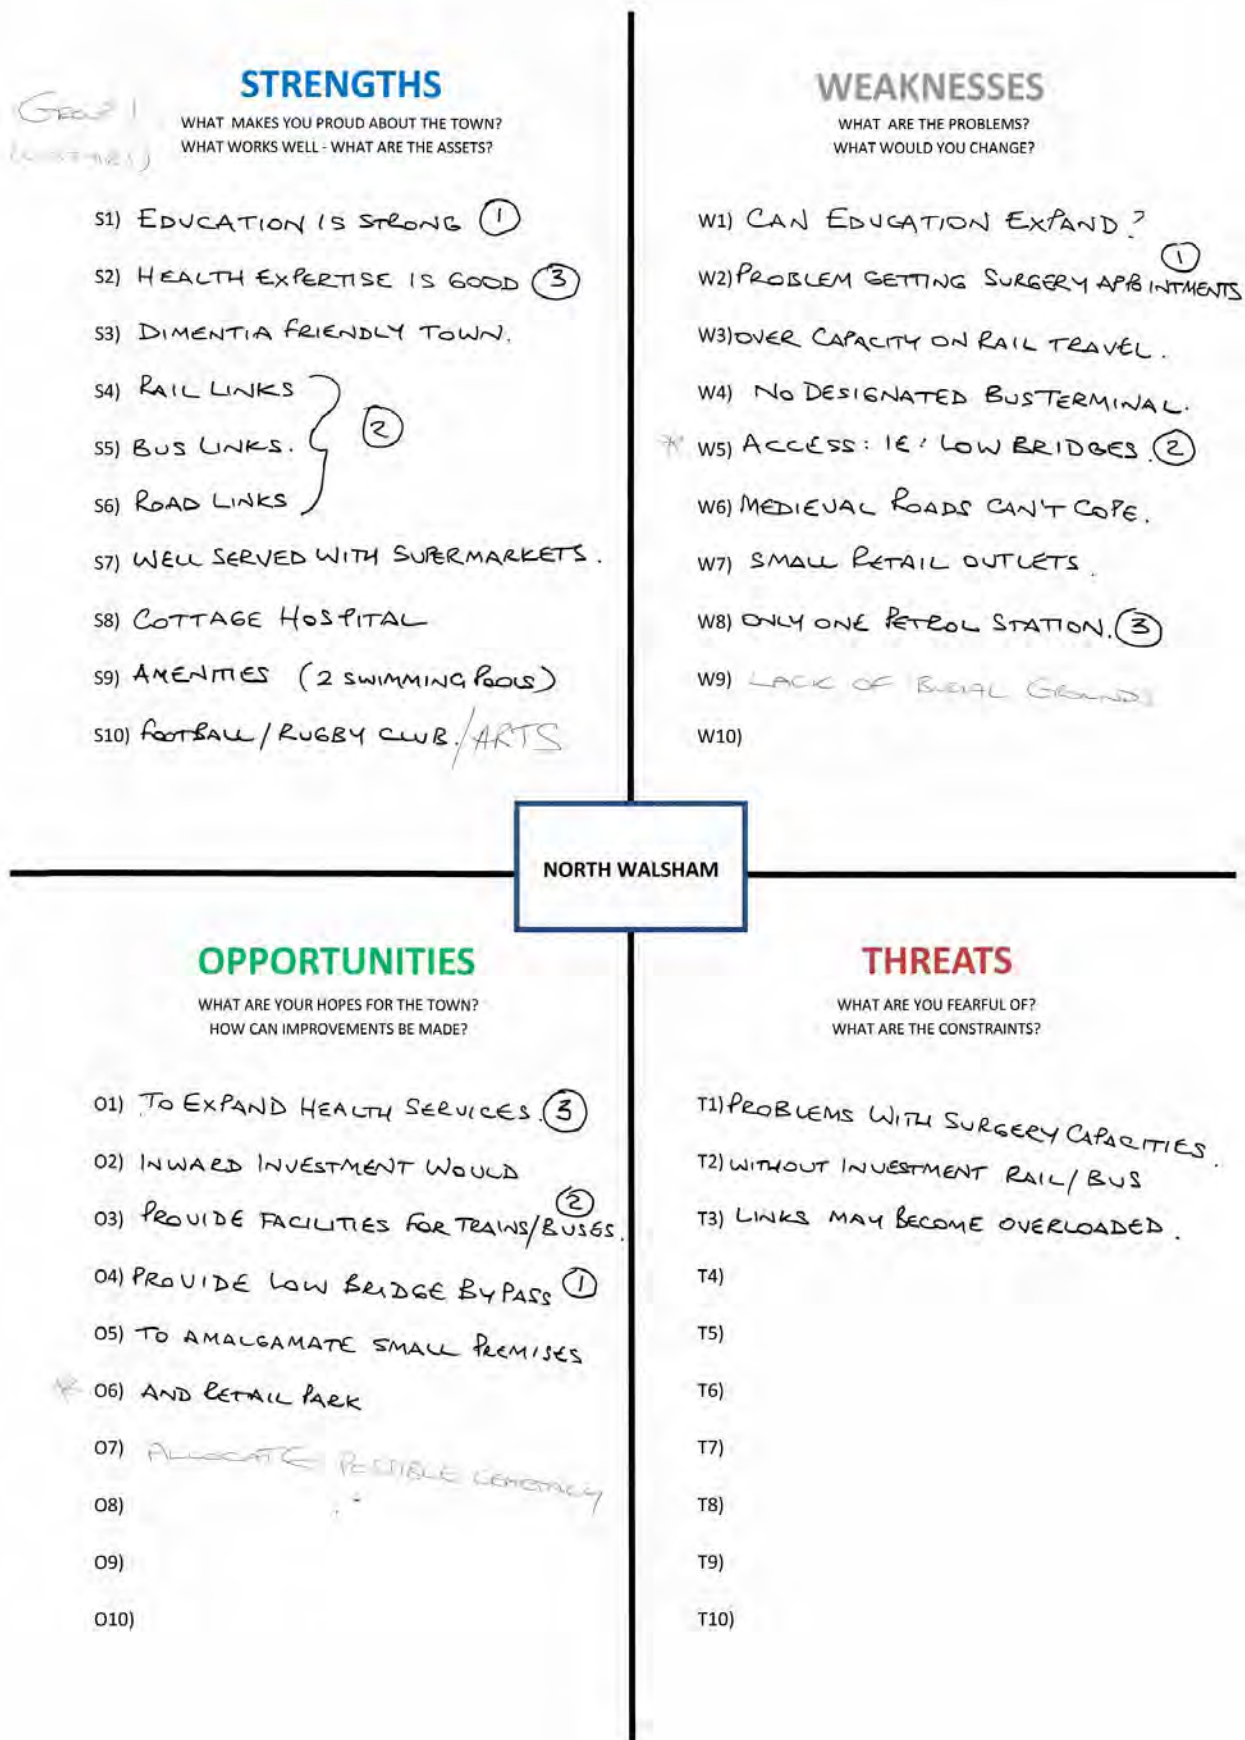 Group 1
STRENGTHS
WHAT MAKES YOU PROUD ABOUT THE TOWN?
WHAT WORKS WELL - WHAT ARE THE ASSETS?
S1) EDUCATION IS STRONG 1
S2) HEALTH EXPERTISE IS GOOD 3
S3) DIMENTIA FRIENDLY TOWN.
S4) RAIL LINKS
S5) BUS LINKS. 2
S6) ROAD LINKS
S7) WELL SERVED WITH SUPERMARKETS.
S8) COTTAGE HOSPITAL
S9) AMENITIES (2 SWIMMING POOLS)
S10) FOOTBALL / RUGBY CLUB. / ARTS
WEAKNESSES
WHAT ARE THE PROBLEMS?
WHAT WOULD YOU CHANGE?
W1) CAN EDUCATION EXPAND?
W2) PROBLEM GETTING SURGERY APPOINTMENTS 1
W3) OVER CAPACITY ON RAIL TRAVEL.
W4) NO DESIGNATED BUS TERMINAL.
* W5) ACCESS: IE: LOW BRIDGES. 2
W6) MEDIEVAL ROADS CAN'T COPE.
W7) SMALL RETAIL OUTLETS.
W8) ONLY ONE PETROL STATION. 3
W9) LACK OF BURIAL GROUNDS
W10)
NORTH WALSHAM
OPPORTUNITIES
WHAT ARE YOUR HOPES FOR THE TOWN?
HOW CAN IMPROVEMENTS BE MADE?
O1) TO EXPAND HEALTH SERVICES. 3
O2) INWARD INVESTMENT WOULD
O3) PROVIDE FACILITIES FOR TRAINS/BUSES. 2
O4) PROVIDE LOW BRIDGE BYPASS 1
O5) TO AMALGAMATE SMALL PREMISES
* O6) AND RETAIL PARK
O7) ALLOCATE POSSIBLE CEMETARY
O8)
O9)
O10)
THREATS
WHAT ARE YOU FEARFUL OF?
WHAT ARE THE CONSTRAINTS?
T1) PROBLEMS WITH SURGERY CAPACITIES.
T2) WITHOUT INVESTMENT RAIL/BUS
T3) LINKS MAY BECOME OVERLOADED.
T4)
T5)
T6)
T7)
T8)
T9)
T10)